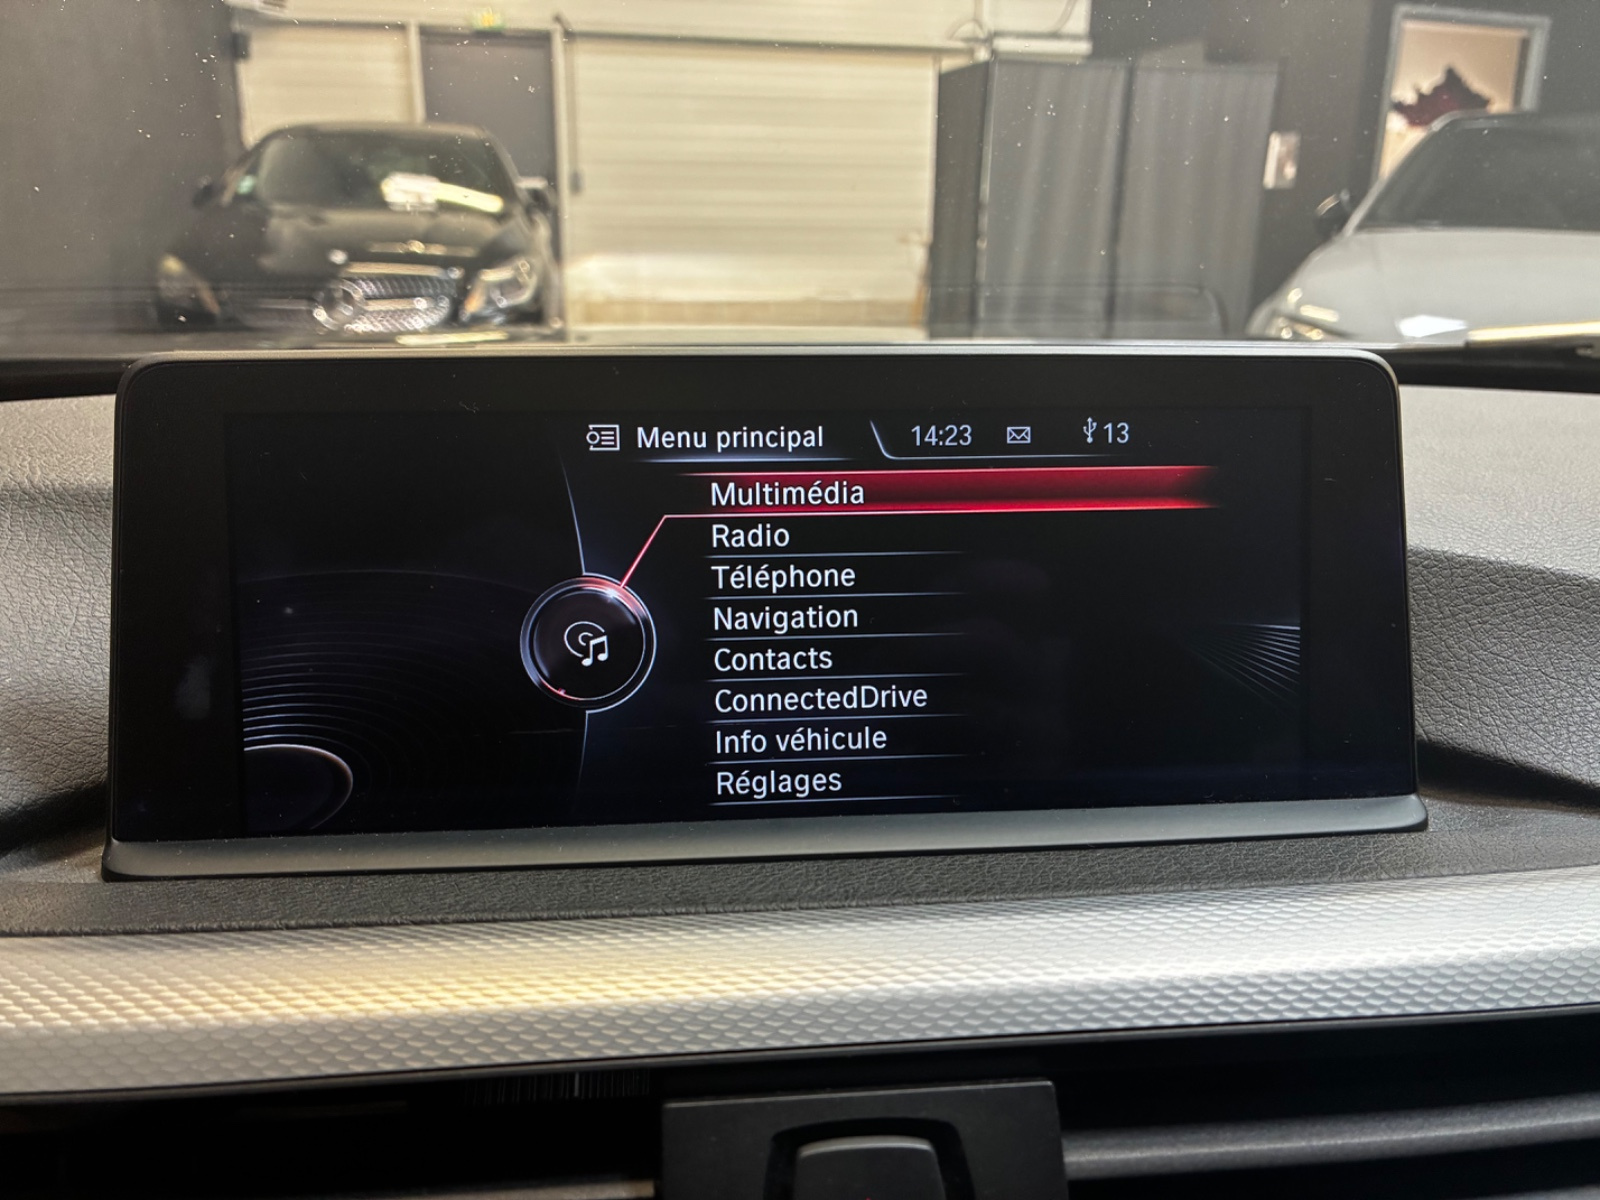 Menu principal 14:23 13
Multimédia
Radio
Téléphone
Navigation
Contacts
ConnectedDrive
Info véhicule
Réglages